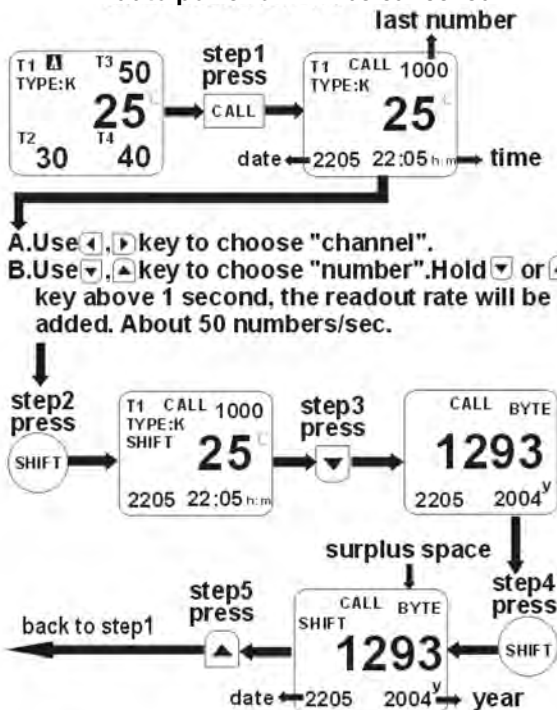 last number
step1
press
T1 A T3 50
TYPE:K
25 °C
T2 30 T4 40
CALL
T1 CALL 1000
TYPE:K
25 °C
date 2205 22:05 h:m time
A.Use ◀,▶ key to choose "channel".
B.Use ▼,▲ key to choose "number".Hold ▼ or
key above 1 second, the readout rate will be
added. About 50 numbers/sec.
step2
press
SHIFT
T1 CALL 1000
TYPE:K
SHIFT
25 °C
2205 22:05 h:m
step3
press
▼
CALL BYTE
1293
2205 2004 y
step4
press
SHIFT
surplus space
CALL BYTE
SHIFT
1293
date 2205 2004 y year
step5
press
▲
back to step1